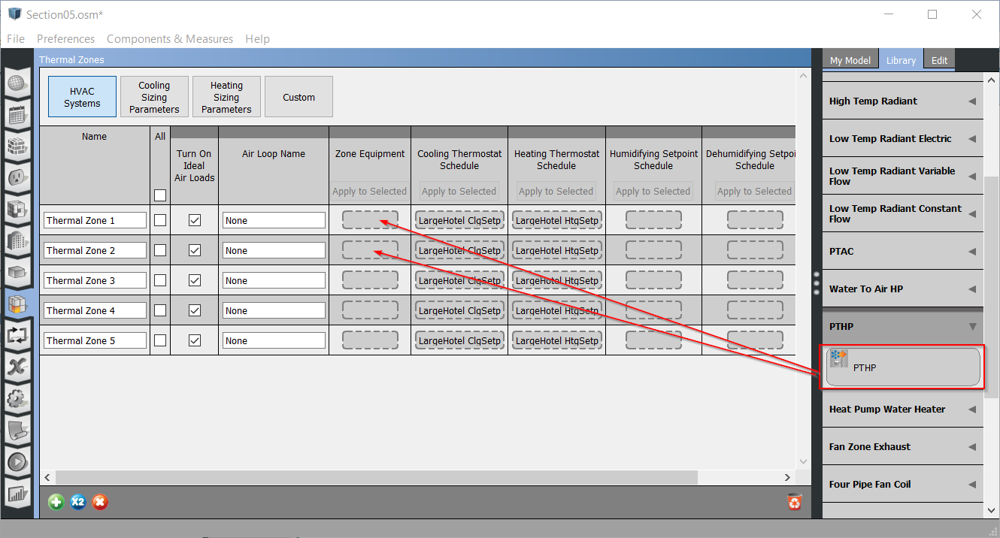 Section05.osm*
File Preferences Components & Measures Help
Thermal Zones
My Model Library Edit
HVAC
Systems
Cooling
Sizing
Parameters
Heating
Sizing
Parameters
Custom
Name
All
Turn On
Ideal
Air Loads
Air Loop Name
Zone Equipment
Cooling Thermostat
Schedule
Heating Thermostat
Schedule
Humidifying Setpoint
Schedule
Dehumidifying Setpoi
Schedule
Apply to Selected Apply to Selected Apply to Selected Apply to Selected Apply to Selected
Thermal Zone 1 None LargeHotel ClgSetp LargeHotel HtgSetp
Thermal Zone 2 None LargeHotel ClgSetp LargeHotel HtgSetp
Thermal Zone 3 None LargeHotel ClgSetp LargeHotel HtgSetp
Thermal Zone 4 None LargeHotel ClgSetp LargeHotel HtgSetp
Thermal Zone 5 None LargeHotel ClgSetp LargeHotel HtgSetp
X2
High Temp Radiant
Low Temp Radiant Electric
Low Temp Radiant Variable
Flow
Low Temp Radiant Constant
Flow
PTAC
Water To Air HP
PTHP
PTHP
Heat Pump Water Heater
Fan Zone Exhaust
Four Pipe Fan Coil